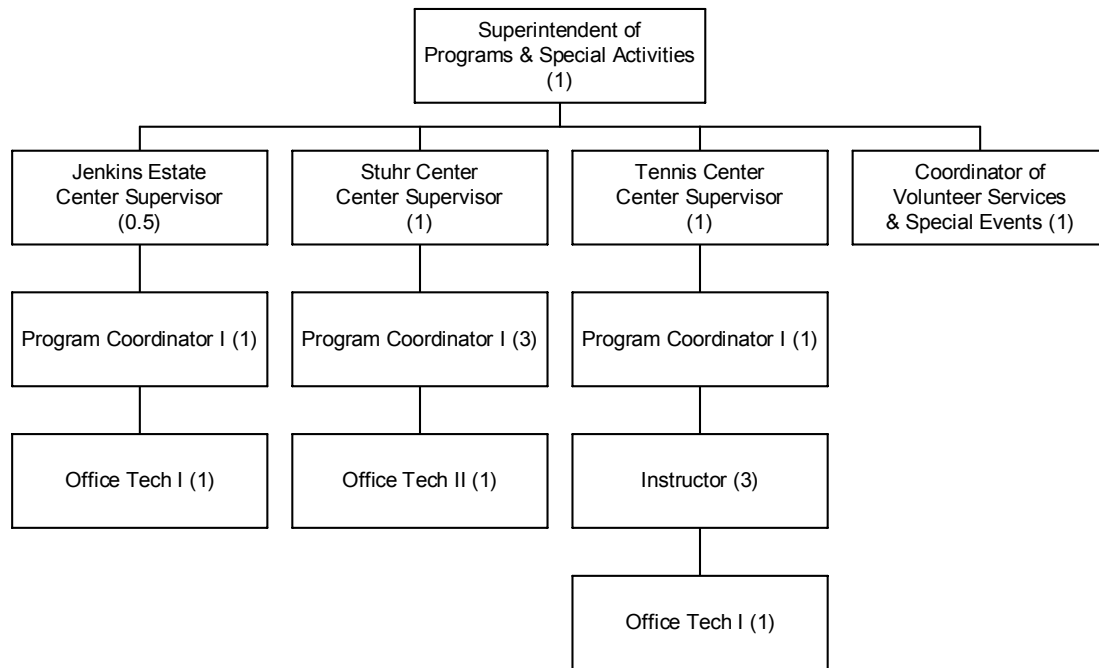 Superintendent of
Programs & Special Activities
(1)
Jenkins Estate
Center Supervisor
(0.5)
Stuhr Center
Center Supervisor
(1)
Tennis Center
Center Supervisor
(1)
Coordinator of
Volunteer Services
& Special Events (1)
Program Coordinator I (1)
Program Coordinator I (3)
Program Coordinator I (1)
Office Tech I (1)
Office Tech II (1)
Instructor (3)
Office Tech I (1)